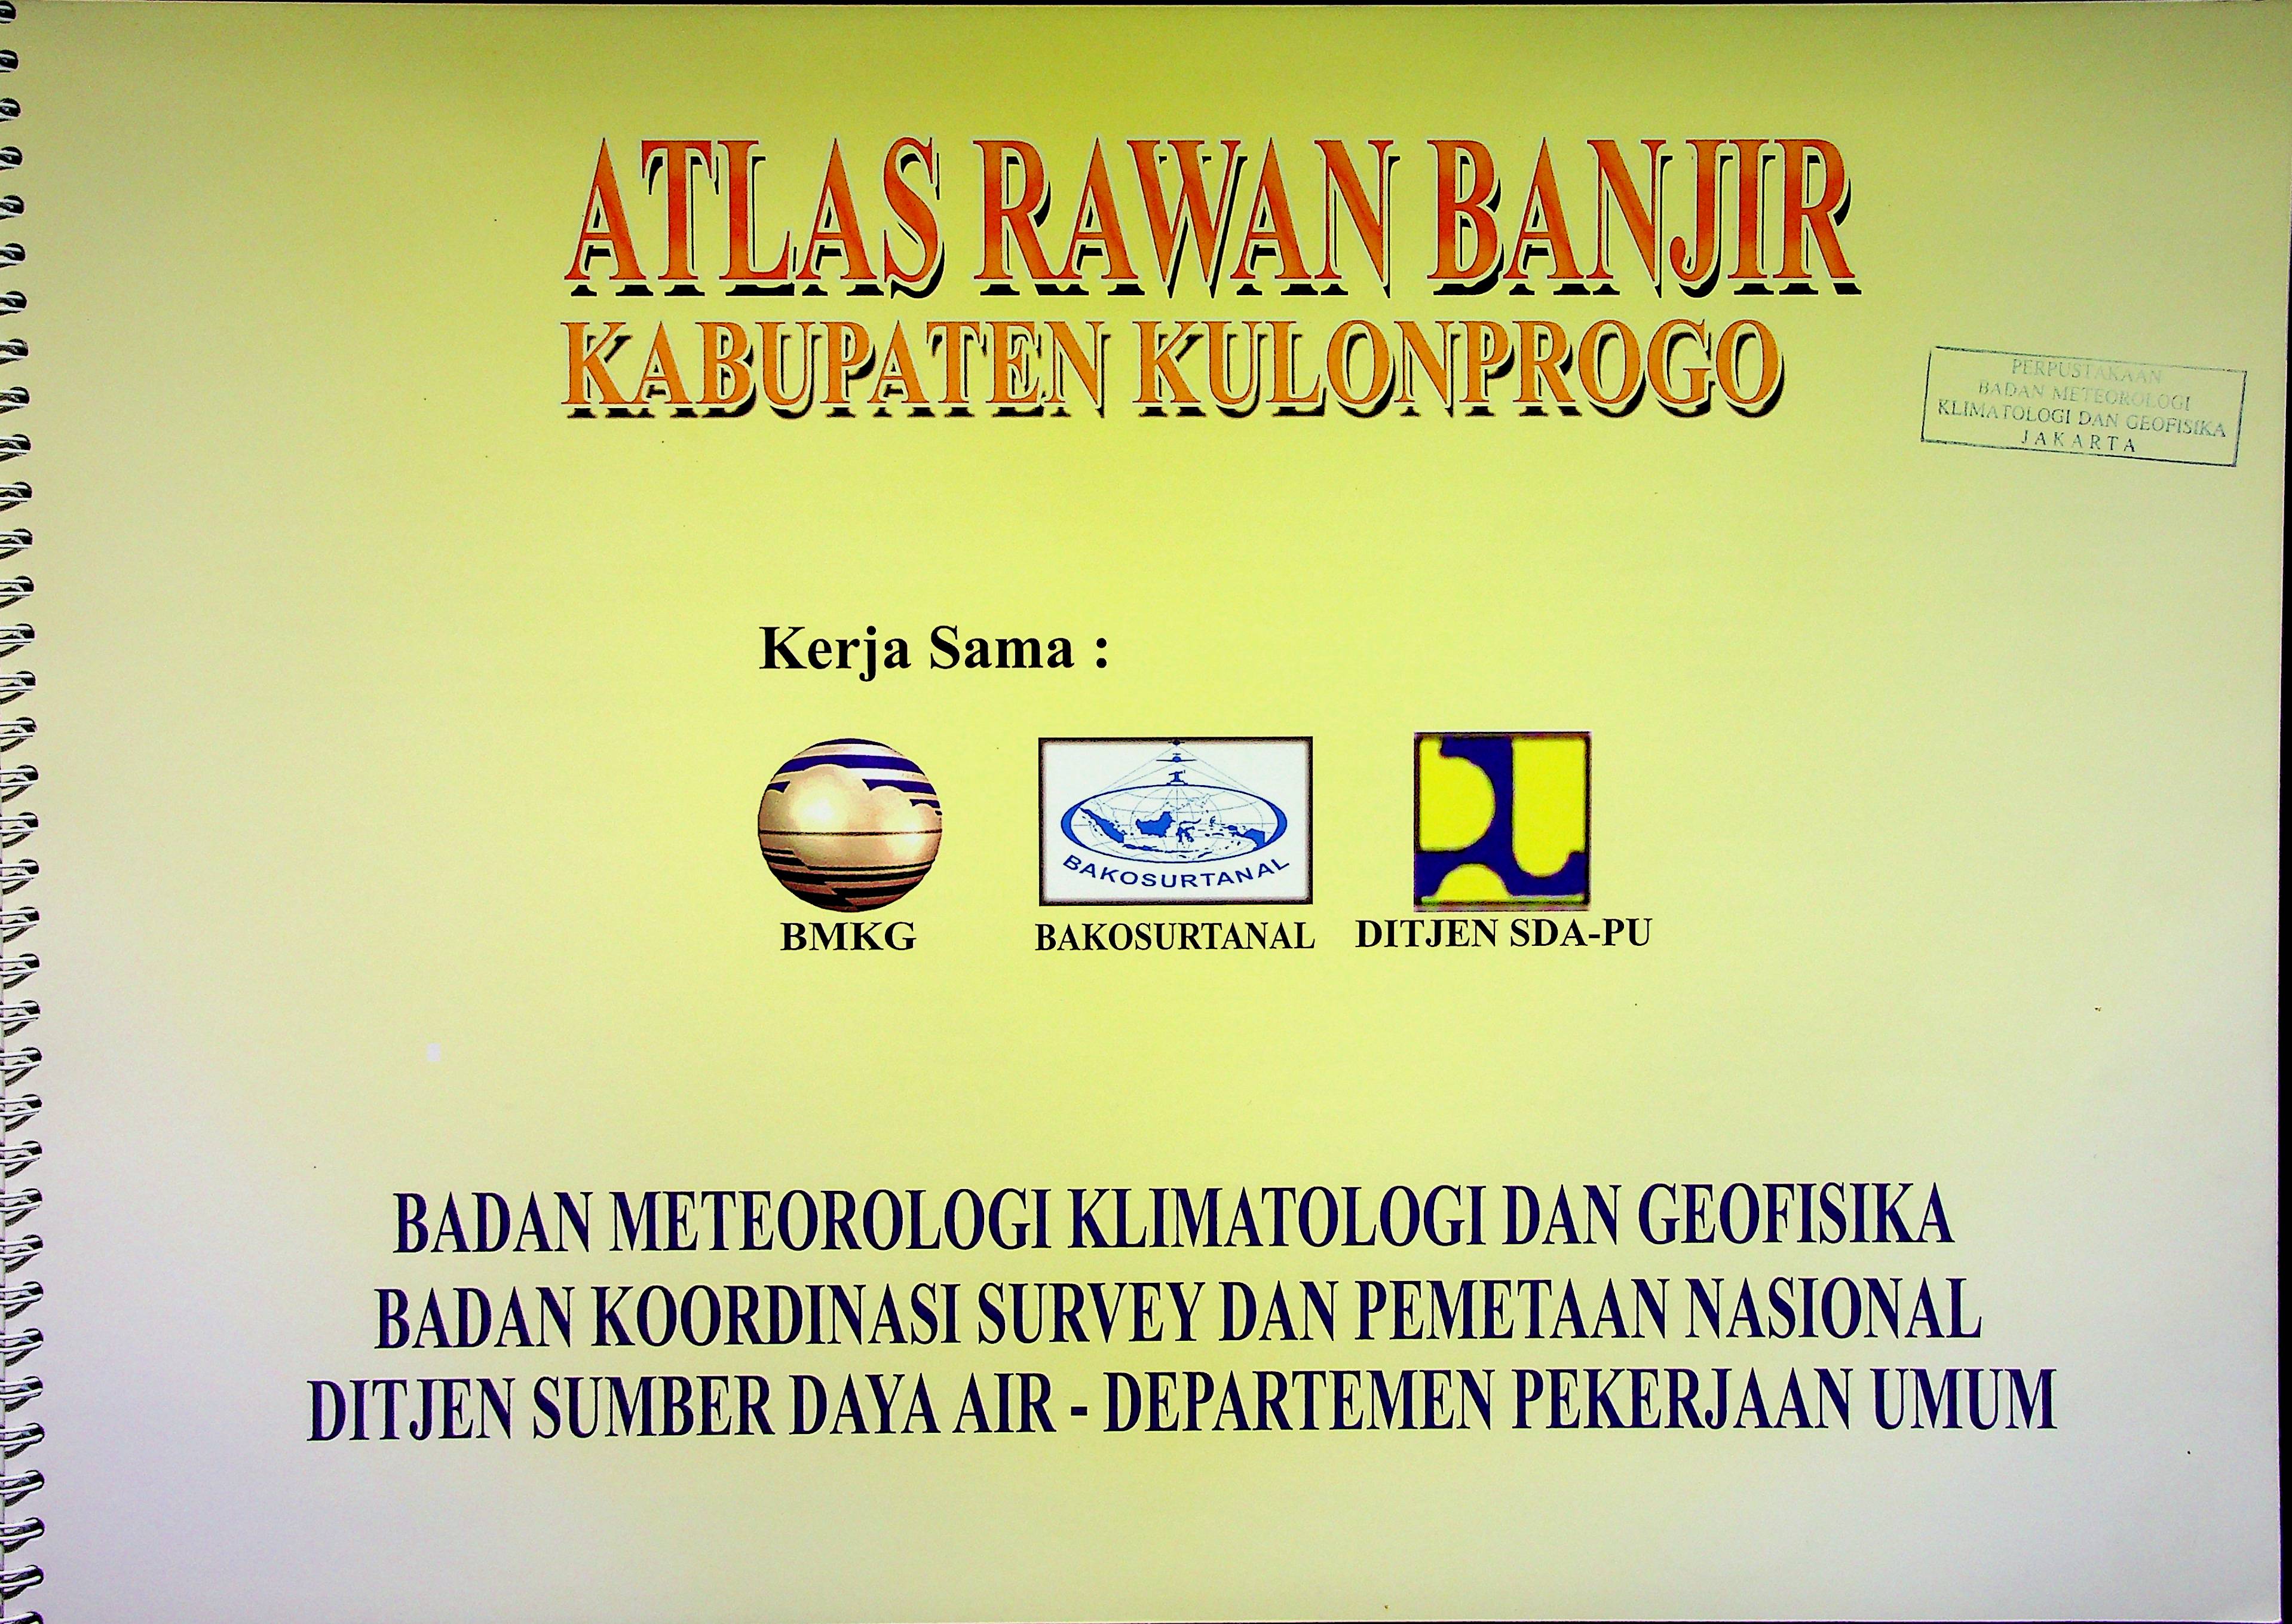 ATLAS RAWAN BANJIR
KABUPATEN KULONPROGO
PERPUSTAKAAN
BADAN METEOROLOGI
KLIMATOLOGI DAN GEOFISIKA
JAKARTA
Kerja Sama :
BAKOSURTANAL
BMKG
BAKOSURTANAL
DITJEN SDA-PU
BADAN METEOROLOGI KLIMATOLOGI DAN GEOFISIKA
BADAN KOORDINASI SURVEY DAN PEMETAAN NASIONAL
DITJEN SUMBER DAYA AIR - DEPARTEMEN PEKERJAAN UMUM